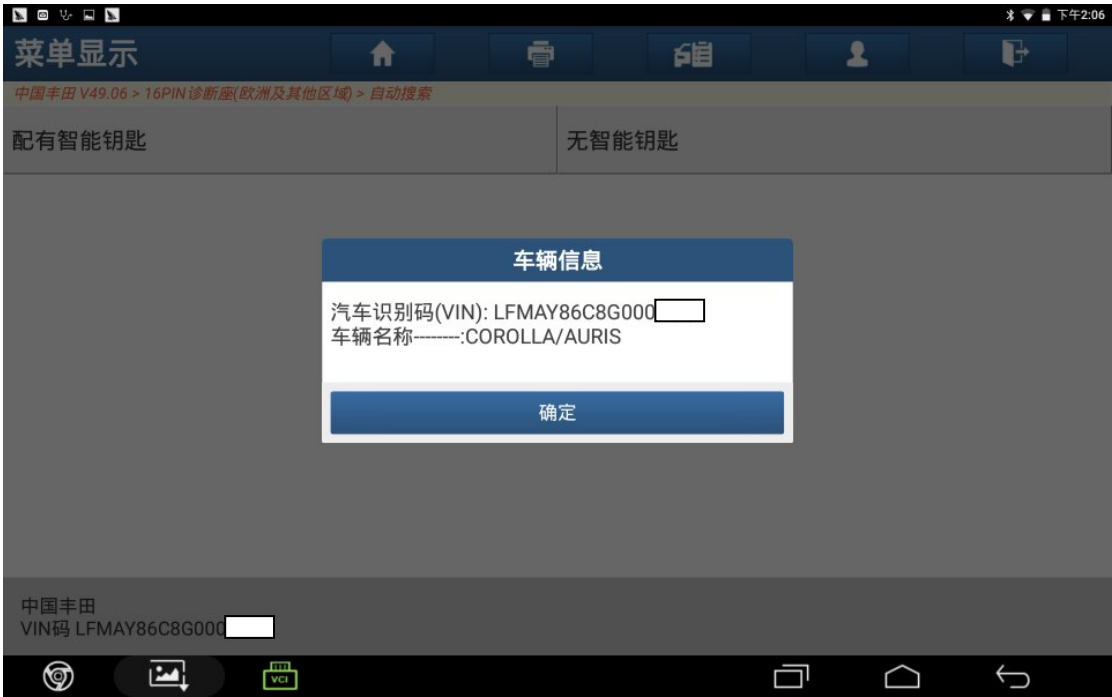 下午2:06
菜单显示
中国丰田 V49.06 > 16PIN诊断座(欧洲及其他区域) > 自动搜索
配有智能钥匙
无智能钥匙
车辆信息
汽车识别码(VIN): LFMAY86C8G000
车辆名称--------:COROLLA/AURIS
确定
中国丰田
VIN码 LFMAY86C8G000
VCI